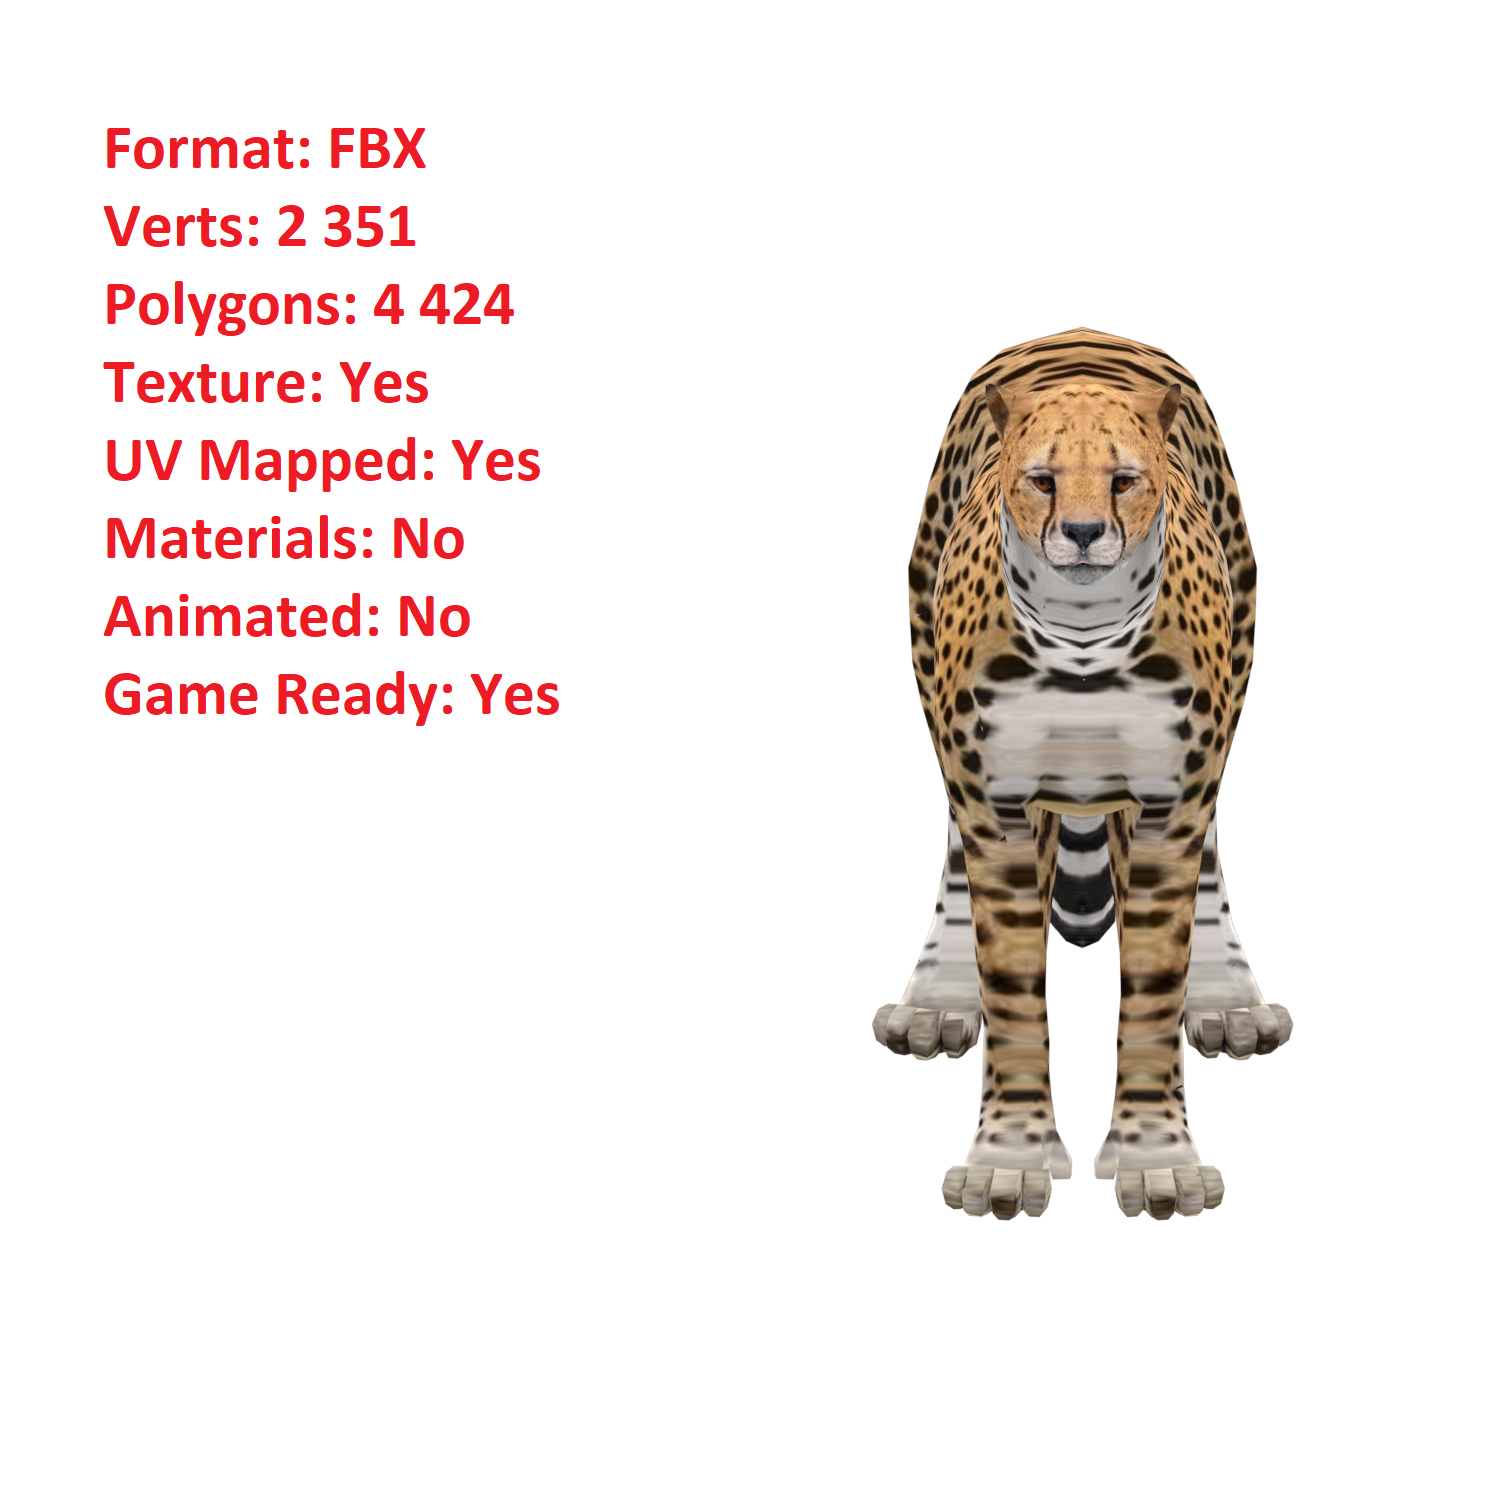 Format: FBX
Verts: 2 351
Polygons: 4 424
Texture: Yes
UV Mapped: Yes
Materials: No
Animated: No
Game Ready: Yes